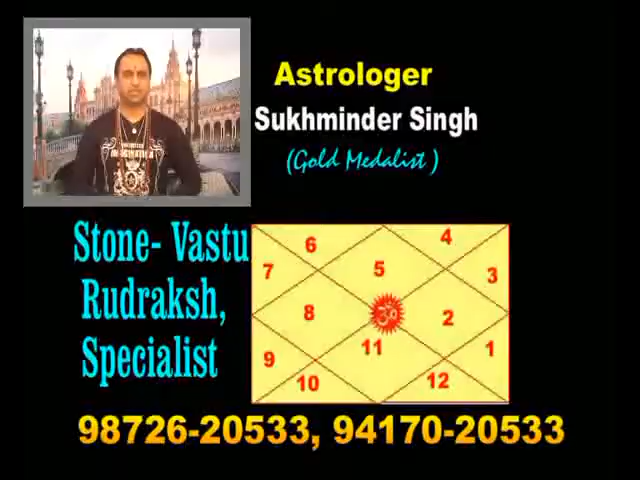 Astrologer
Sukhminder Singh
(Gold Medalist)
Stone- Vastu
Rudraksh,
Specialist
6
4
7
5
3
8
ॐ
2
11
1
9
10
12
98726-20533, 94170-20533